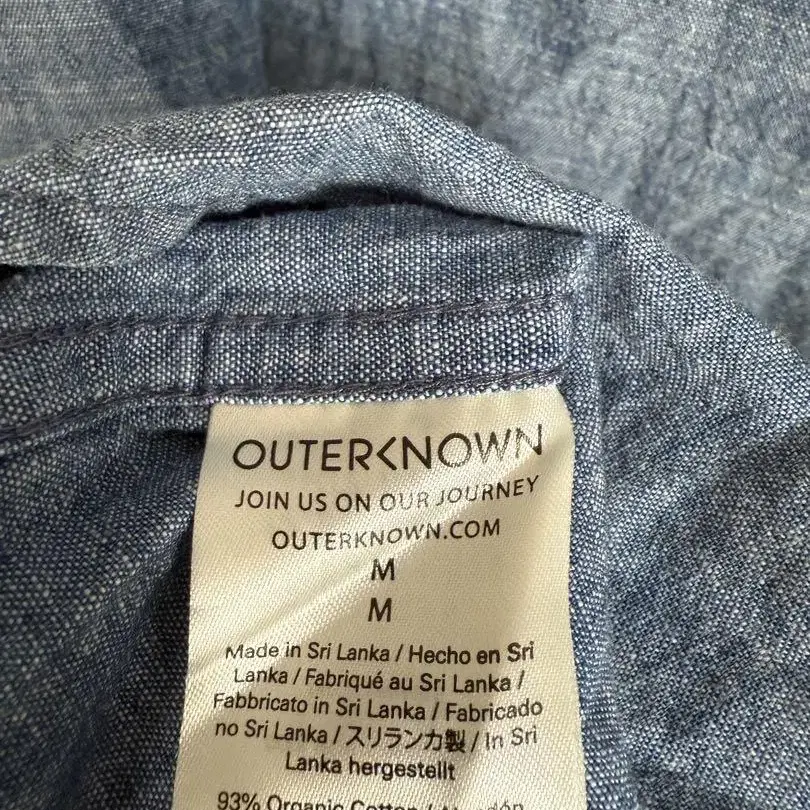 OUTERKNOWN
JOIN US ON OUR JOURNEY
OUTERKNOWN.COM
M
M
Made in Sri Lanka / Hecho en Sri
Lanka / Fabriqué au Sri Lanka /
Fabbricato in Sri Lanka / Fabricado
no Sri Lanka / スリランカ製 / In Sri
Lanka hergestellt
93% Organic Cotton / Algodón